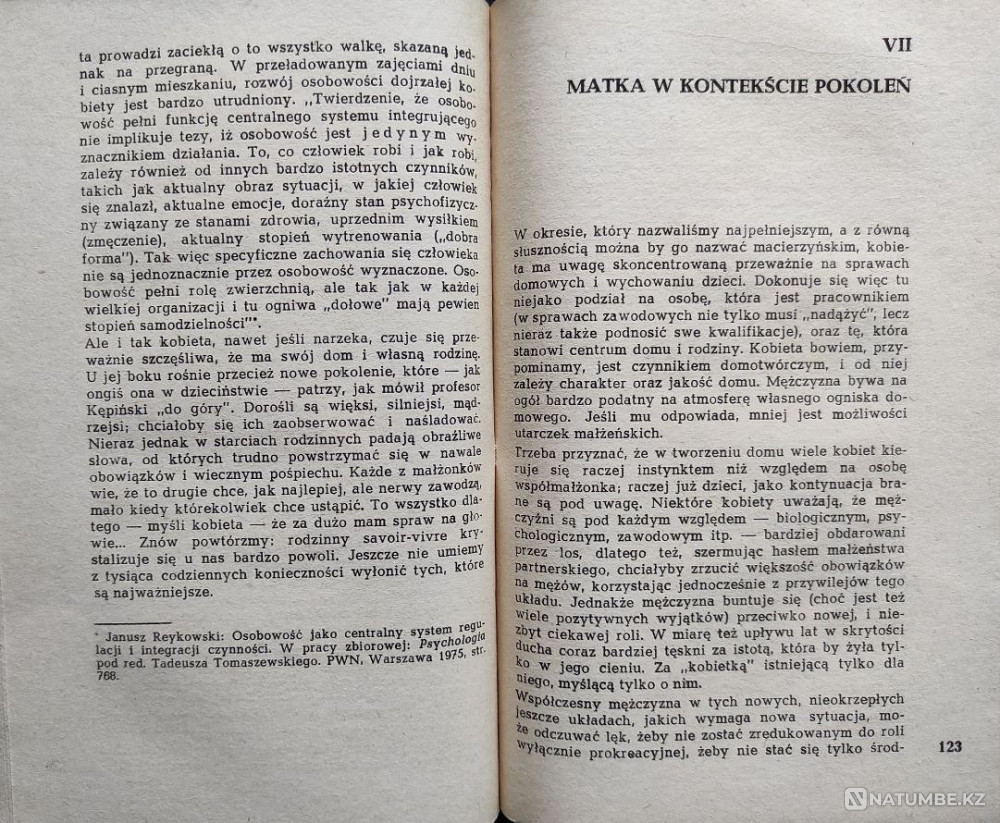 ta prowadzi zaciekłą o to wszystko walkę, skazaną jed-
nak na przegraną. W przeładowanym zajęciami dniu
i ciasnym mieszkaniu, rozwój osobowości dojrzałej ko-
biety jest bardzo utrudniony. „Twierdzenie, że osobo-
wość pełni funkcję centralnego systemu integrującego
nie implikuje tezy, iż osobowość jest jedynym wy-
znacznikiem działania. To, co człowiek robi i jak robi,
zależy również od innych bardzo istotnych czynników,
takich jak aktualny obraz sytuacji, w jakiej człowiek
się znalazł, aktualne emocje, doraźny stan psychofizycz-
ny związany ze stanami zdrowia, uprzednim wysiłkiem
(zmęczenie), aktualny stopień wytrenowania („dobra
forma"). Tak więc specyficzne zachowania się człowieka
nie są jednoznacznie przez osobowość wyznaczone. Oso-
bowość pełni rolę zwierzchnią, ale tak jak w każdej
wielkiej organizacji i tu ogniwa „dołowe" mają pewien
stopień samodzielności"*.
Ale i tak kobieta, nawet jeśli narzeka, czuje się prze-
ważnie szczęśliwa, że ma swój dom i własną rodzinę.
U jej boku rośnie przecież nowe pokolenie, które — jak
ongiś ona w dzieciństwie — patrzy, jak mówił profesor
Kępiński „do góry". Dorośli są więksi, silniejsi, mąd-
rzejsi; chciałoby się ich zaobserwować i naśladować.
Nieraz jednak w starciach rodzinnych padają obraźliwe
słowa, od których trudno powstrzymać się w nawale
obowiązków i wiecznym pośpiechu. Każde z małżonków
wie, że to drugie chce, jak najlepiej, ale nerwy zawodzą,
mało kiedy którekolwiek chce ustąpić. To wszystko dla-
tego — myśli kobieta — że za dużo mam spraw na gło-
wie... Znów powtórzmy: rodzinny savoir-vivre kry-
stalizuje się u nas bardzo powoli. Jeszcze nie umiemy
z tysiąca codziennych konieczności wyłonić tych, które
są najważniejsze.
* Janusz Reykowski: Osobowość jako centralny system regu-
lacji i integracji czynności. W pracy zbiorowej: Psychologia
pod red. Tadeusza Tomaszewskiego. PWN, Warszawa 1975, str.
768.
VII
MATKA W KONTEKŚCIE POKOLEŃ
W okresie, który nazwaliśmy najpełniejszym, a z równą
słusznością można by go nazwać macierzyńskim, kobie-
ta ma uwagę skoncentrowaną przeważnie na sprawach
domowych i wychowaniu dzieci. Dokonuje się więc tu
niejako podział na osobę, która jest pracownikiem
(w sprawach zawodowych nie tylko musi „nadążyć"; lecz
nieraz także podnosić swe kwalifikacje), oraz tę, która
stanowi centrum domu i rodziny. Kobieta bowiem, przy-
pominamy, jest czynnikiem domotwórczym, i od niej
zależy charakter oraz jakość domu. Mężczyzna bywa na
ogół bardzo podatny na atmosferę własnego ogniska do-
mowego. Jeśli mu odpowiada, mniej jest możliwości
utarczek małżeńskich.
Trzeba przyznać, że w tworzeniu domu wiele kobiet kie-
ruje się raczej instynktem niż względem na osobę
współmałżonka; raczej już dzieci, jako kontynuacja bra-
ne są pod uwagę. Niektóre kobiety uważają, że męż-
czyźni są pod każdym względem — biologicznym, psy-
chologicznym, zawodowym itp. — bardziej obdarowani
przez los, dlatego też, szermując hasłem małżeństwa
partnerskiego, chciałyby zrzucić większość obowiązków
na mężów, korzystając jednocześnie z przywilejów tego
układu. Jednakże mężczyzna buntuje się (choć jest też
wiele pozytywnych wyjątków) przeciwko nowej, i nie-
zbyt ciekawej roli. W miarę też upływu lat w skrytości
ducha coraz bardziej tęskni za istotą, która by żyła tyl-
ko w jego cieniu. Za „kobietką" istniejącą tylko dla
niego, myślącą tylko o nim.
Współczesny mężczyzna w tych nowych, nieokrzepłych
jeszcze układach, jakich wymaga nowa sytuacja, mo-
że odczuwać lęk, żeby nie zostać zredukowanym do roli
wyłącznie prokreacyjnej, żeby nie stać się tylko środ-
123
NATUMBE.KZ